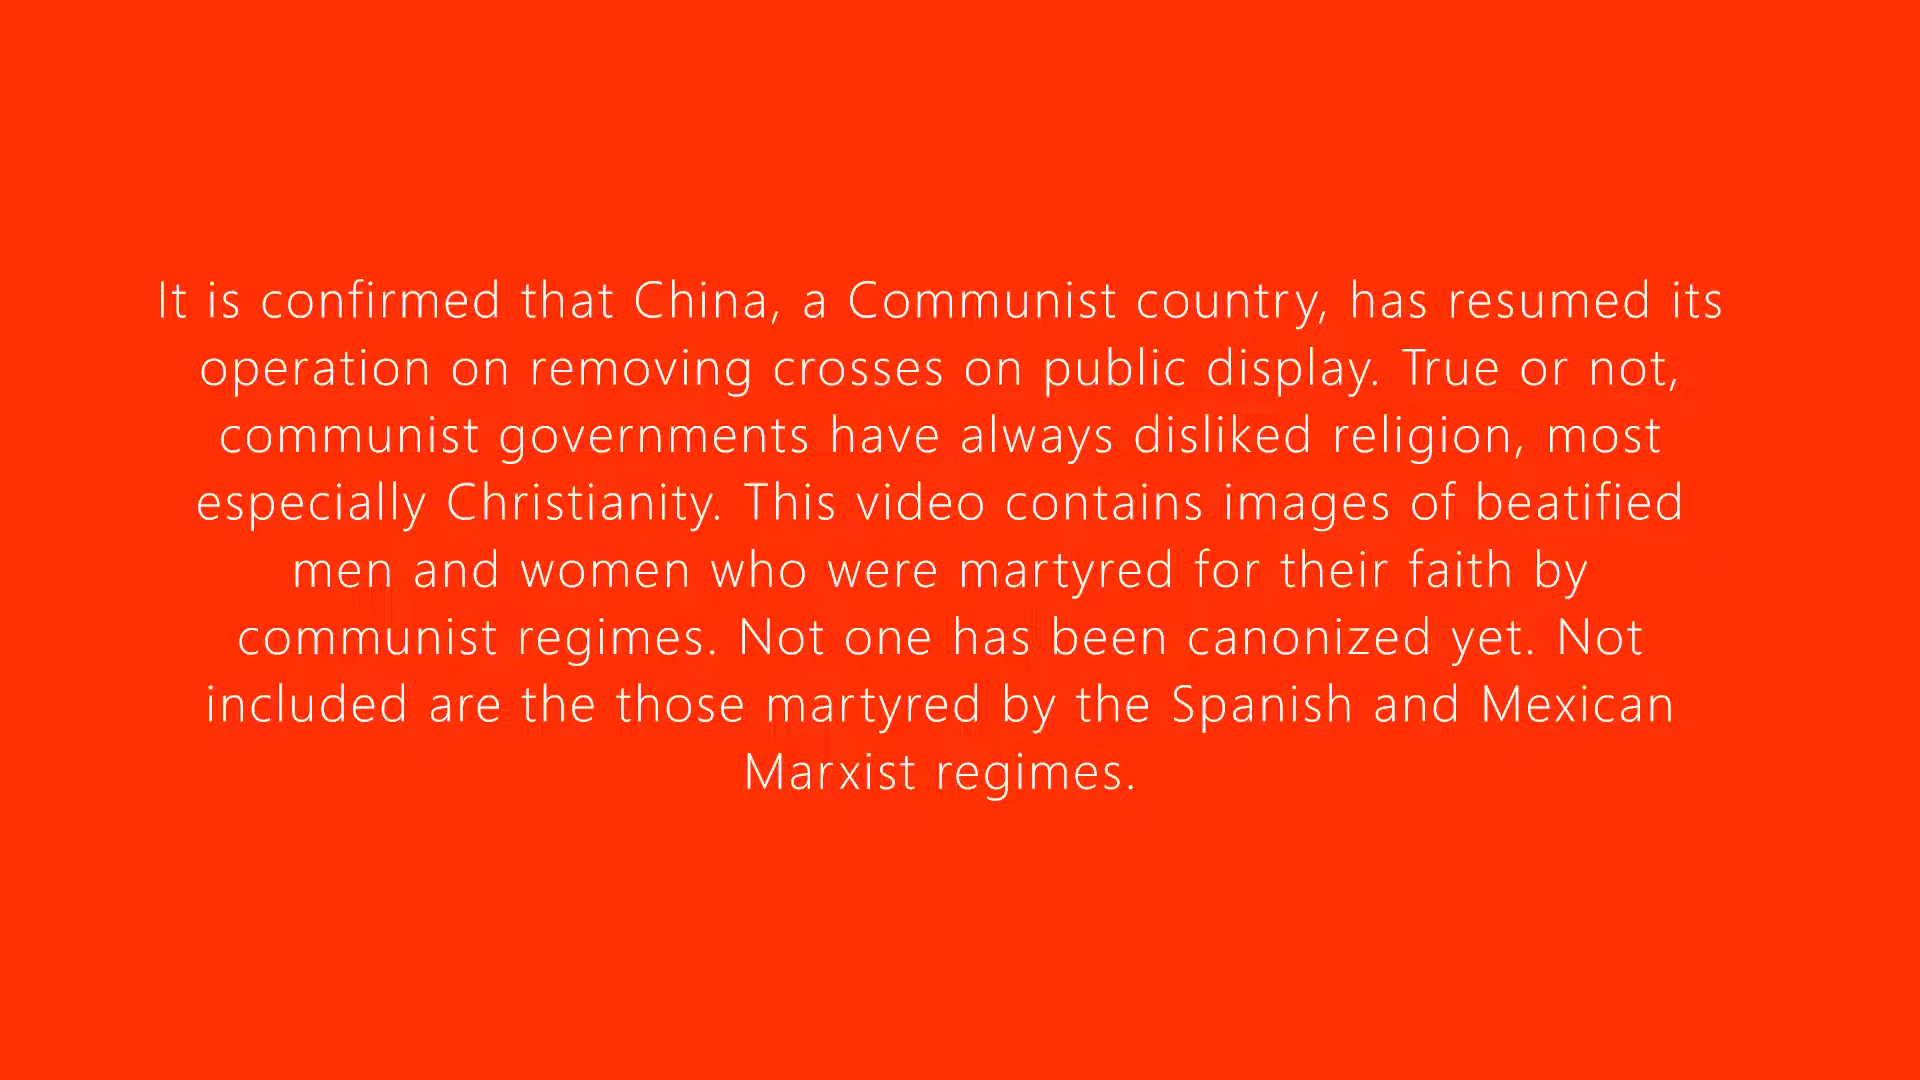 It is confirmed that China, a Communist country, has resumed its
operation on removing crosses on public display. True or not,
communist governments have always disliked religion, most
especially Christianity. This video contains images of beatified
men and women who were martyred for their faith by
communist regimes. Not one has been canonized yet. Not
included are the those martyred by the Spanish and Mexican
Marxist regimes.